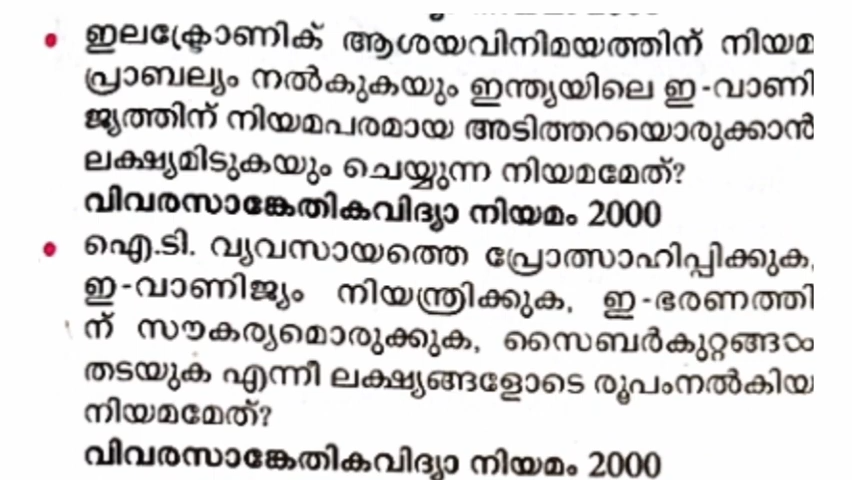 • ഇലക്ട്രോണിക് ആശയവിനിമയത്തിന് നിയമ
പ്രാബല്യം നൽകുകയും ഇന്ത്യയിലെ ഇ-വാണി
ജ്യത്തിന് നിയമപരമായ അടിത്തറയൊരുക്കാൻ
ലക്ഷ്യമിടുകയും ചെയ്യുന്ന നിയമമേത്?
വിവരസാങ്കേതികവിദ്യാ നിയമം 2000
• ഐ.ടി. വ്യവസായത്തെ പ്രോത്സാഹിപ്പിക്കുക,
ഇ-വാണിജ്യം നിയന്ത്രിക്കുക, ഇ-ഭരണത്തി
ന് സൗകര്യമൊരുക്കുക, സൈബർകുറ്റങ്ങൾ
തടയുക എന്നീ ലക്ഷ്യങ്ങളോടെ രൂപംനൽകിയ
നിയമമേത്?
വിവരസാങ്കേതികവിദ്യാ നിയമം 2000